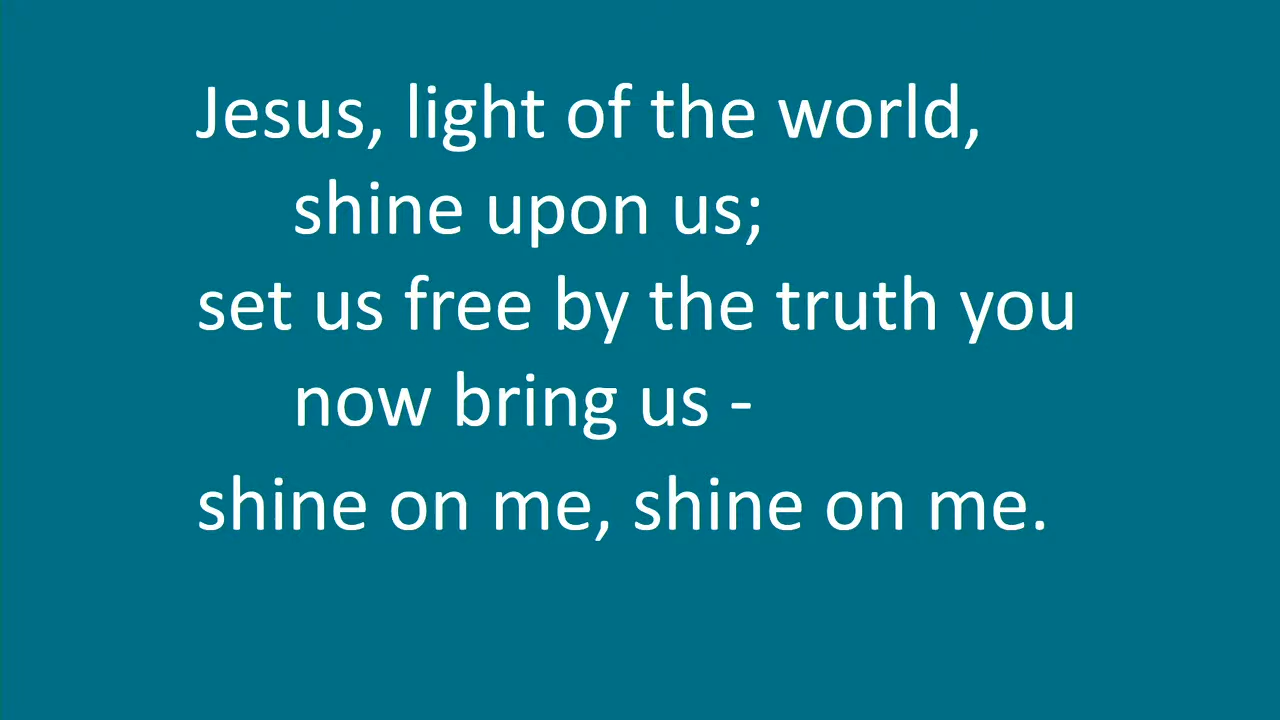 Jesus, light of the world,
shine upon us;
set us free by the truth you
now bring us -
shine on me, shine on me.